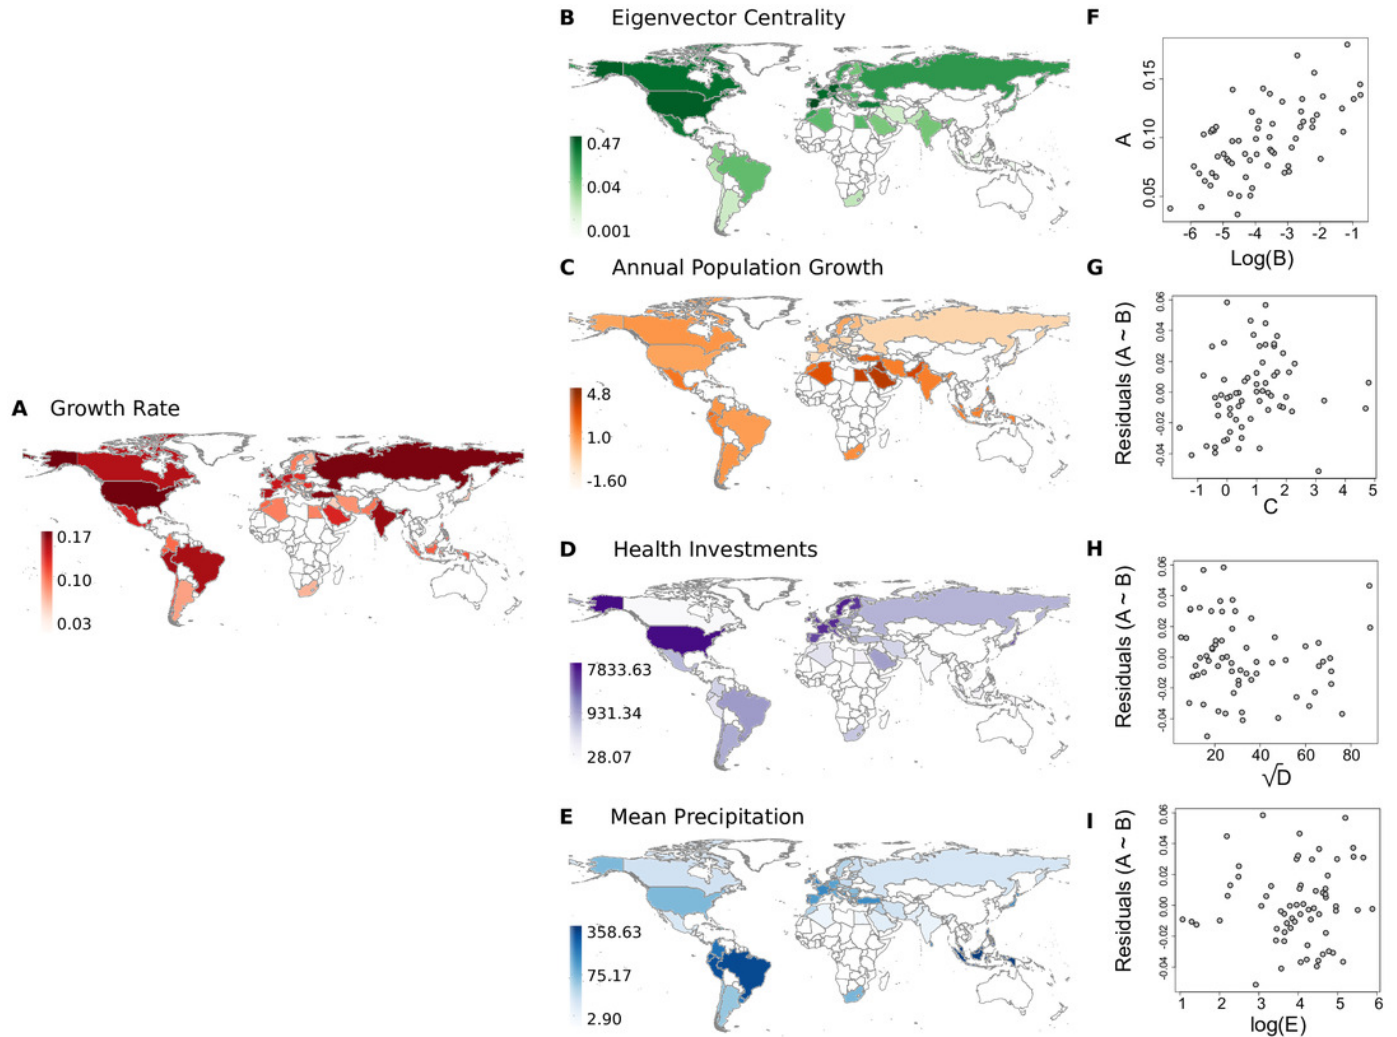 A Growth Rate
0.17
0.10
0.03
B Eigenvector Centrality
0.47
0.04
0.001
C Annual Population Growth
4.8
1.0
-1.60
D Health Investments
7833.63
931.34
28.07
E Mean Precipitation
358.63
75.17
2.90
F
A
0.15
0.10
0.05
-6 -5 -4 -3 -2 -1
Log(B)
G
Residuals (A ~ B)
0.06
0.04
0.02
0.00
-0.02
-0.04
-1 0 1 2 3 4 5
C
H
Residuals (A ~ B)
0.06
0.04
0.02
0.00
-0.02
-0.04
20 40 60 80
√D
I
Residuals (A ~ B)
0.06
0.04
0.02
0.00
-0.02
-0.04
1 2 3 4 5 6
log(E)